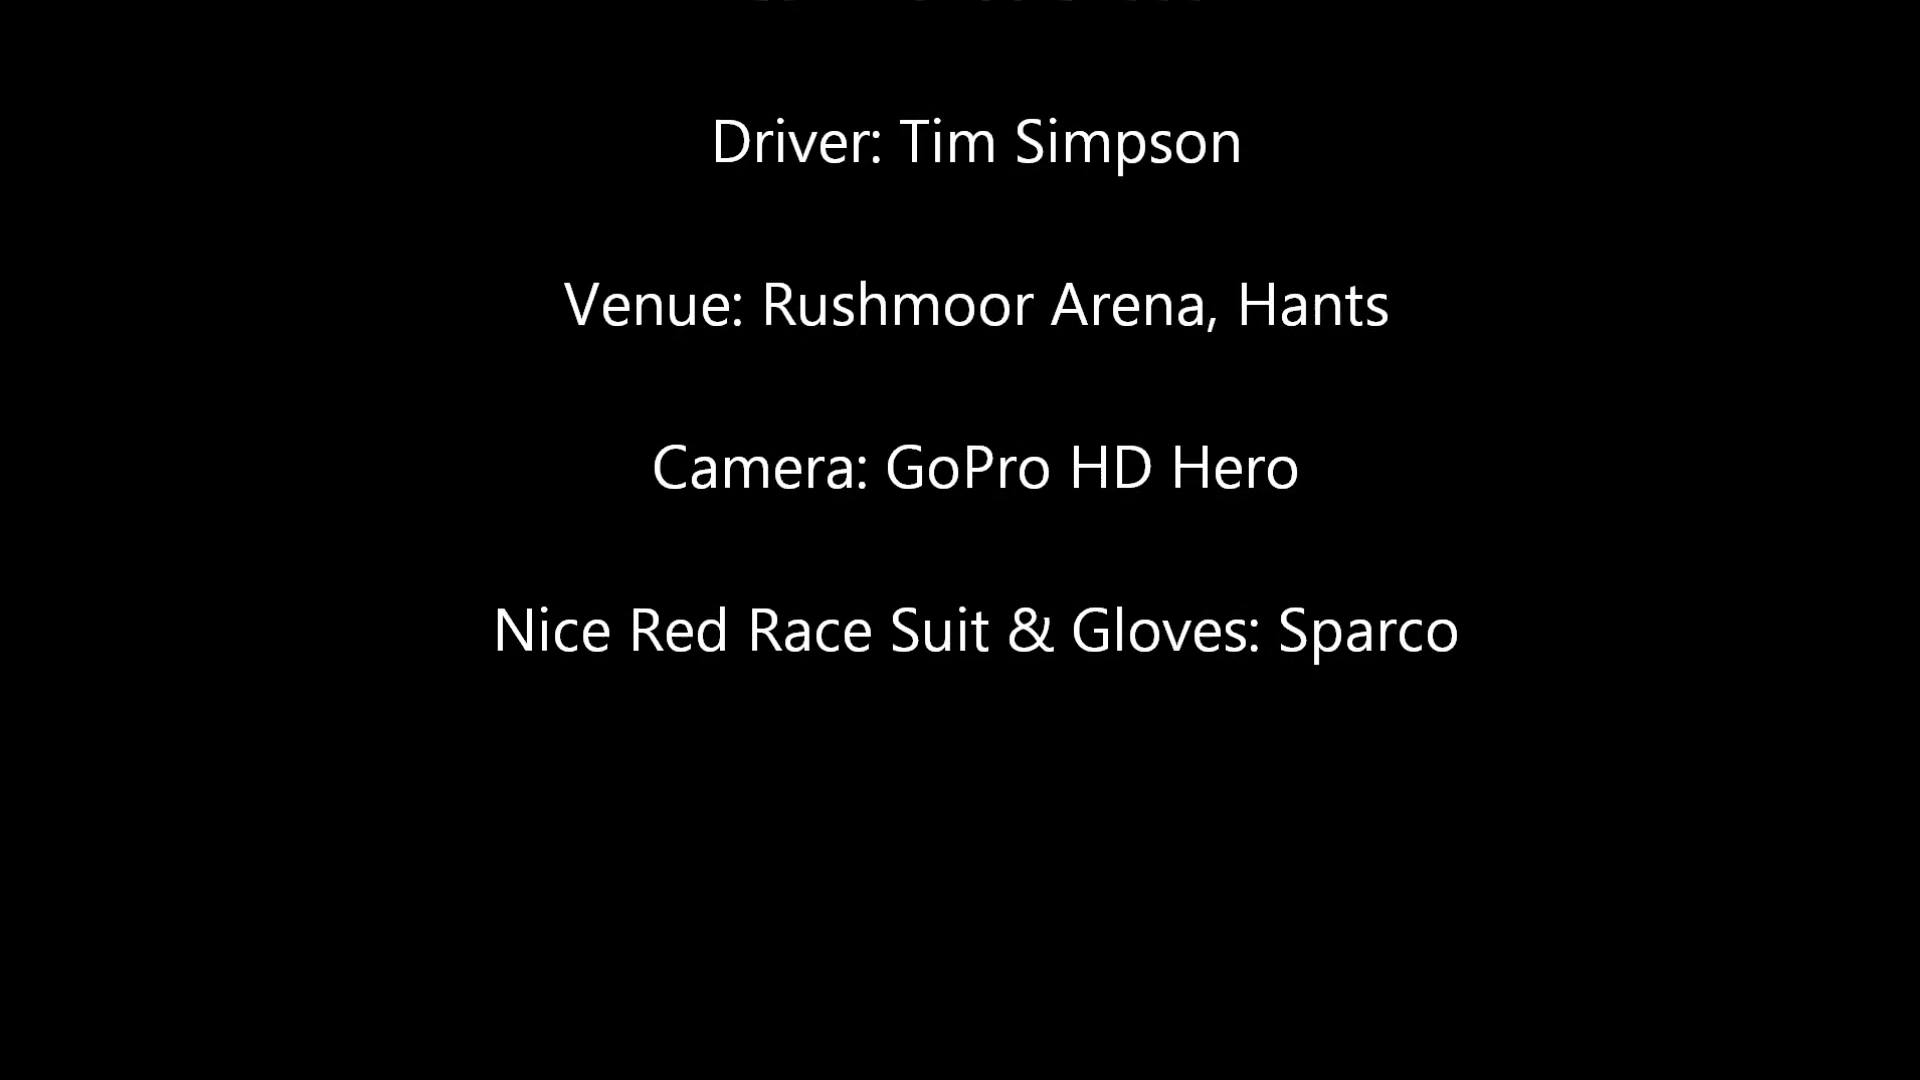 Driver: Tim Simpson
Venue: Rushmoor Arena, Hants
Camera: GoPro HD Hero
Nice Red Race Suit & Gloves: Sparco